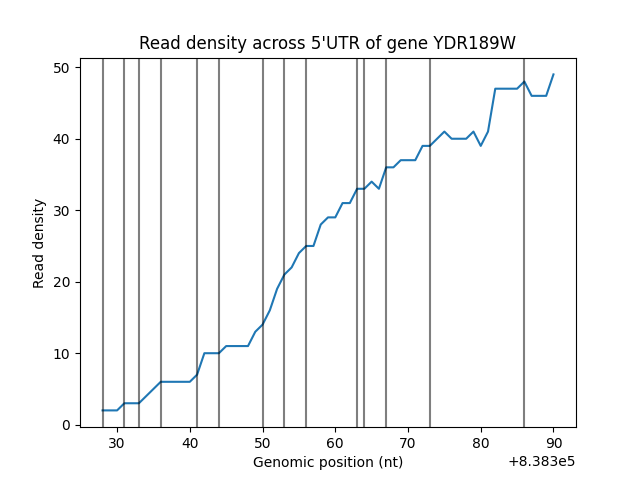 Read density across 5'UTR of gene YDR189W
50
40
30
20
10
0
Read density
30 40 50 60 70 80 90
Genomic position (nt)
+8.383e5